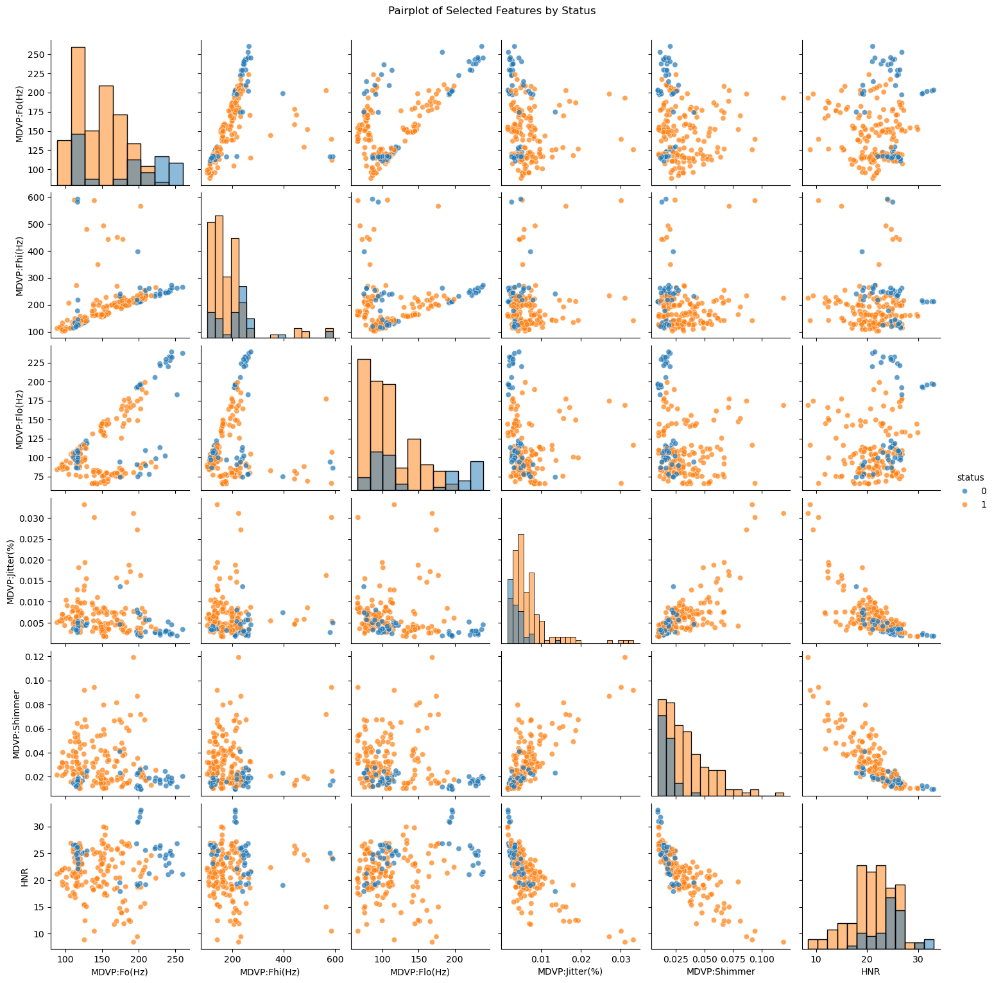 Pairplot of Selected Features by Status
MDVP:Fo(Hz)
250
225
200
175
150
125
100
MDVP:Fhi(Hz)
600
500
400
300
200
100
MDVP:Flo(Hz)
225
200
175
150
125
100
75
status
0
1
MDVP:Jitter(%)
0.030
0.025
0.020
0.015
0.010
0.005
MDVP:Shimmer
0.12
0.10
0.08
0.06
0.04
0.02
HNR
30
25
20
15
10
100 150 200 250
200 400 600
100 150 200
0.01 0.02 0.03
0.025 0.050 0.075 0.100
10 20 30
MDVP:Fo(Hz) MDVP:Fhi(Hz) MDVP:Flo(Hz) MDVP:Jitter(%) MDVP:Shimmer HNR